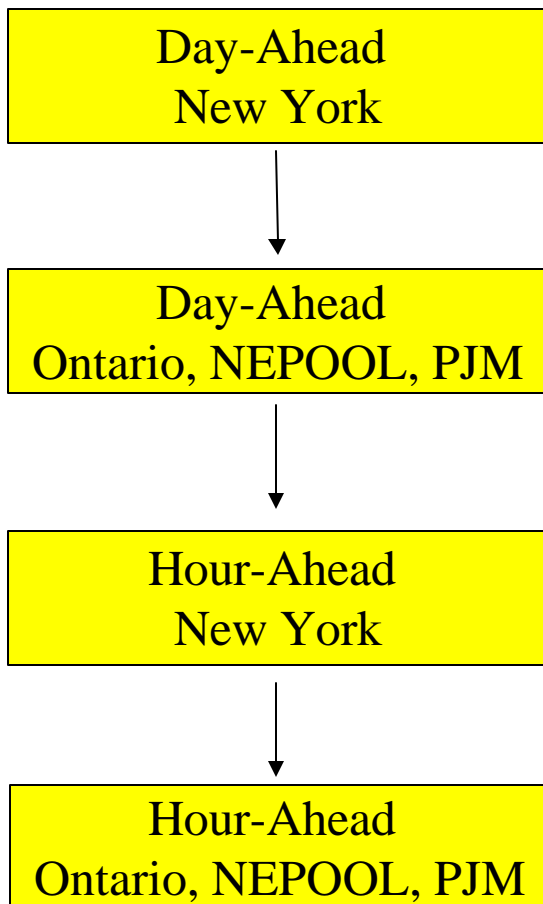 Day-Ahead
New York
Day-Ahead
Ontario, NEPOOL, PJM
Hour-Ahead
New York
Hour-Ahead
Ontario, NEPOOL, PJM